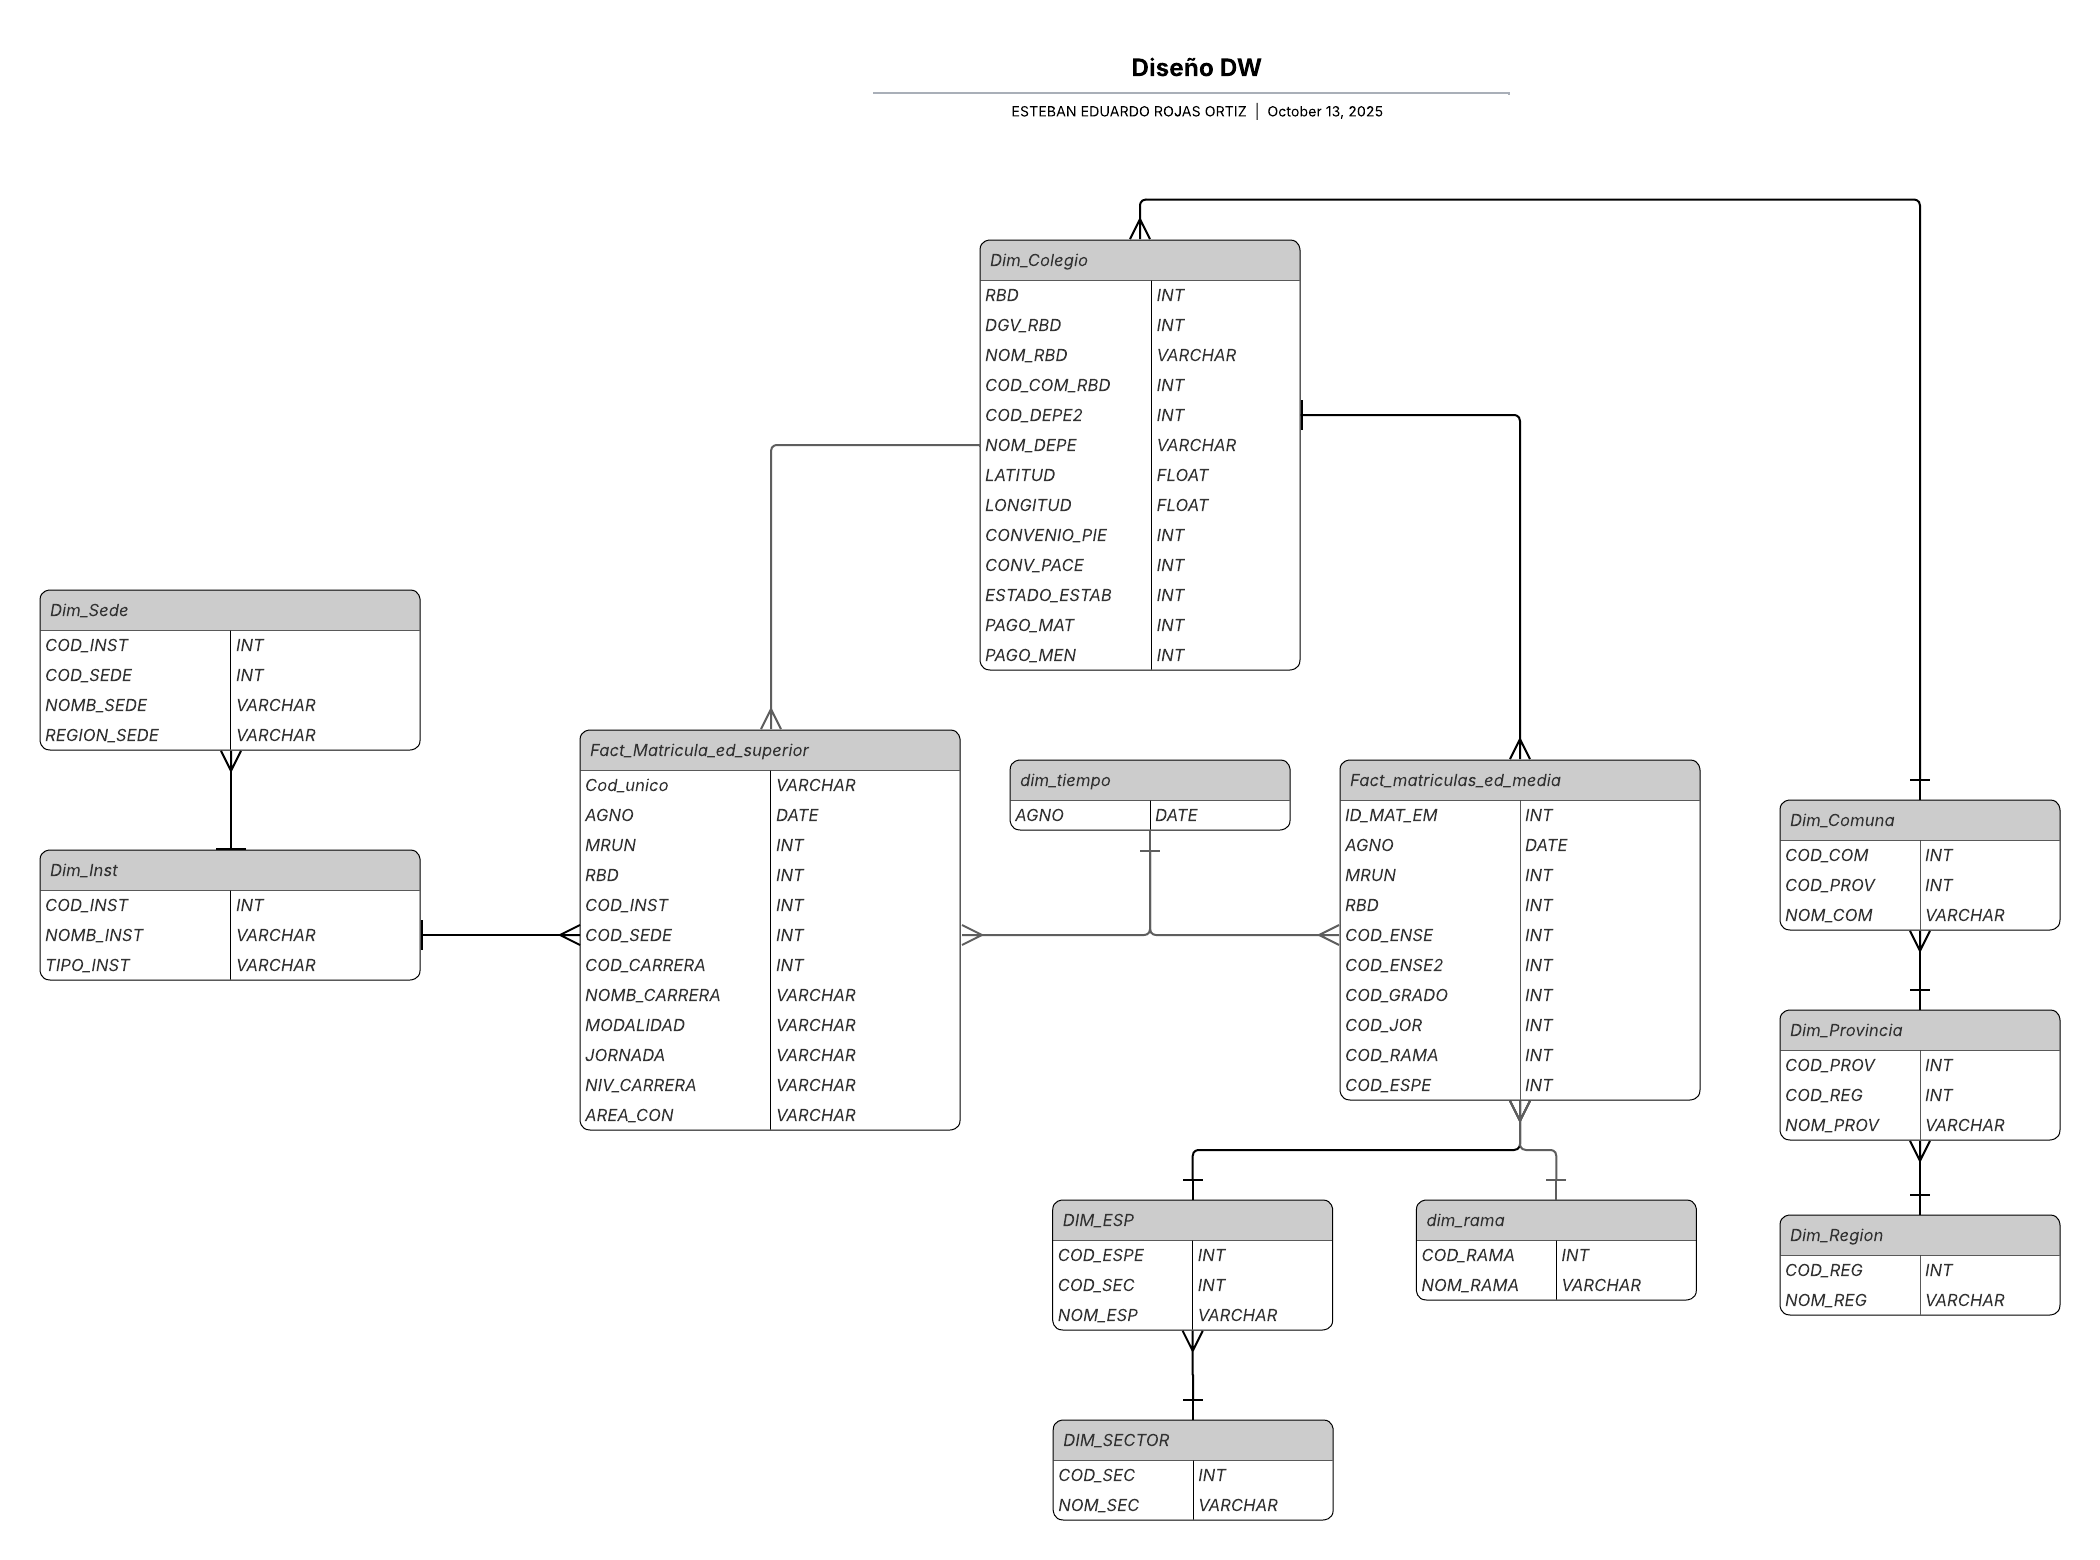 Diseño DW
ESTEBAN EDUARDO ROJAS ORTIZ | October 13, 2025
Dim_Colegio
RBD INT
DGV_RBD INT
NOM_RBD VARCHAR
COD_COM_RBD INT
COD_DEPE2 INT
NOM_DEPE VARCHAR
LATITUD FLOAT
LONGITUD FLOAT
CONVENIO_PIE INT
CONV_PACE INT
ESTADO_ESTAB INT
PAGO_MAT INT
PAGO_MEN INT
Dim_Sede
COD_INST INT
COD_SEDE INT
NOMB_SEDE VARCHAR
REGION_SEDE VARCHAR
Dim_Inst
COD_INST INT
NOMB_INST VARCHAR
TIPO_INST VARCHAR
Fact_Matricula_ed_superior
Cod_unico VARCHAR
AGNO DATE
MRUN INT
RBD INT
COD_INST INT
COD_SEDE INT
COD_CARRERA INT
NOMB_CARRERA VARCHAR
MODALIDAD VARCHAR
JORNADA VARCHAR
NIV_CARRERA VARCHAR
AREA_CON VARCHAR
dim_tiempo
AGNO DATE
Fact_matriculas_ed_media
ID_MAT_EM INT
AGNO DATE
MRUN INT
RBD INT
COD_ENSE INT
COD_ENSE2 INT
COD_GRADO INT
COD_JOR INT
COD_RAMA INT
COD_ESPE INT
Dim_Comuna
COD_COM INT
COD_PROV INT
NOM_COM VARCHAR
Dim_Provincia
COD_PROV INT
COD_REG INT
NOM_PROV VARCHAR
Dim_Region
COD_REG INT
NOM_REG VARCHAR
DIM_ESP
COD_ESPE INT
COD_SEC INT
NOM_ESP VARCHAR
dim_rama
COD_RAMA INT
NOM_RAMA VARCHAR
DIM_SECTOR
COD_SEC INT
NOM_SEC VARCHAR